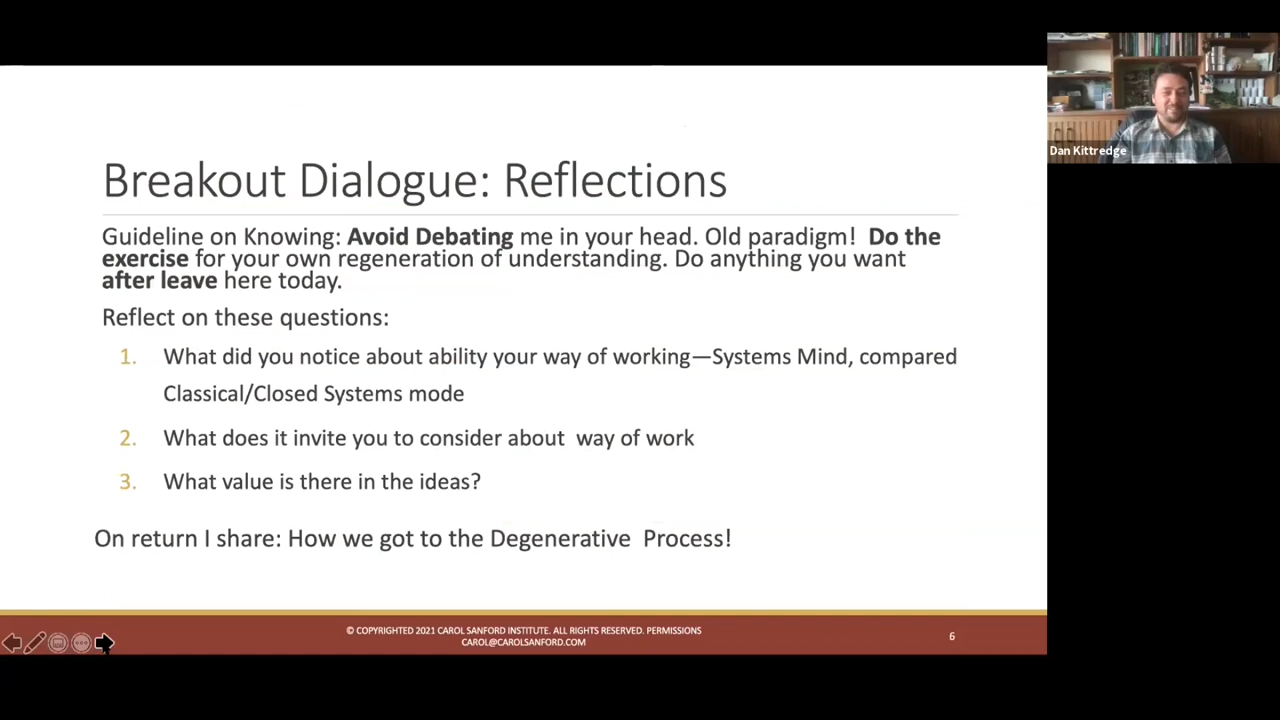 Dan Kittredge
Breakout Dialogue: Reflections
Guideline on Knowing: Avoid Debating me in your head. Old paradigm!  Do the
exercise for your own regeneration of understanding. Do anything you want
after leave here today.
Reflect on these questions:
1. What did you notice about ability your way of working—Systems Mind, compared
Classical/Closed Systems mode
2. What does it invite you to consider about  way of work
3. What value is there in the ideas?
On return I share: How we got to the Degenerative  Process!
© COPYRIGHTED 2021 CAROL SANFORD INSTITUTE. ALL RIGHTS RESERVED. PERMISSIONS
CAROL@CAROLSANFORD.COM
6